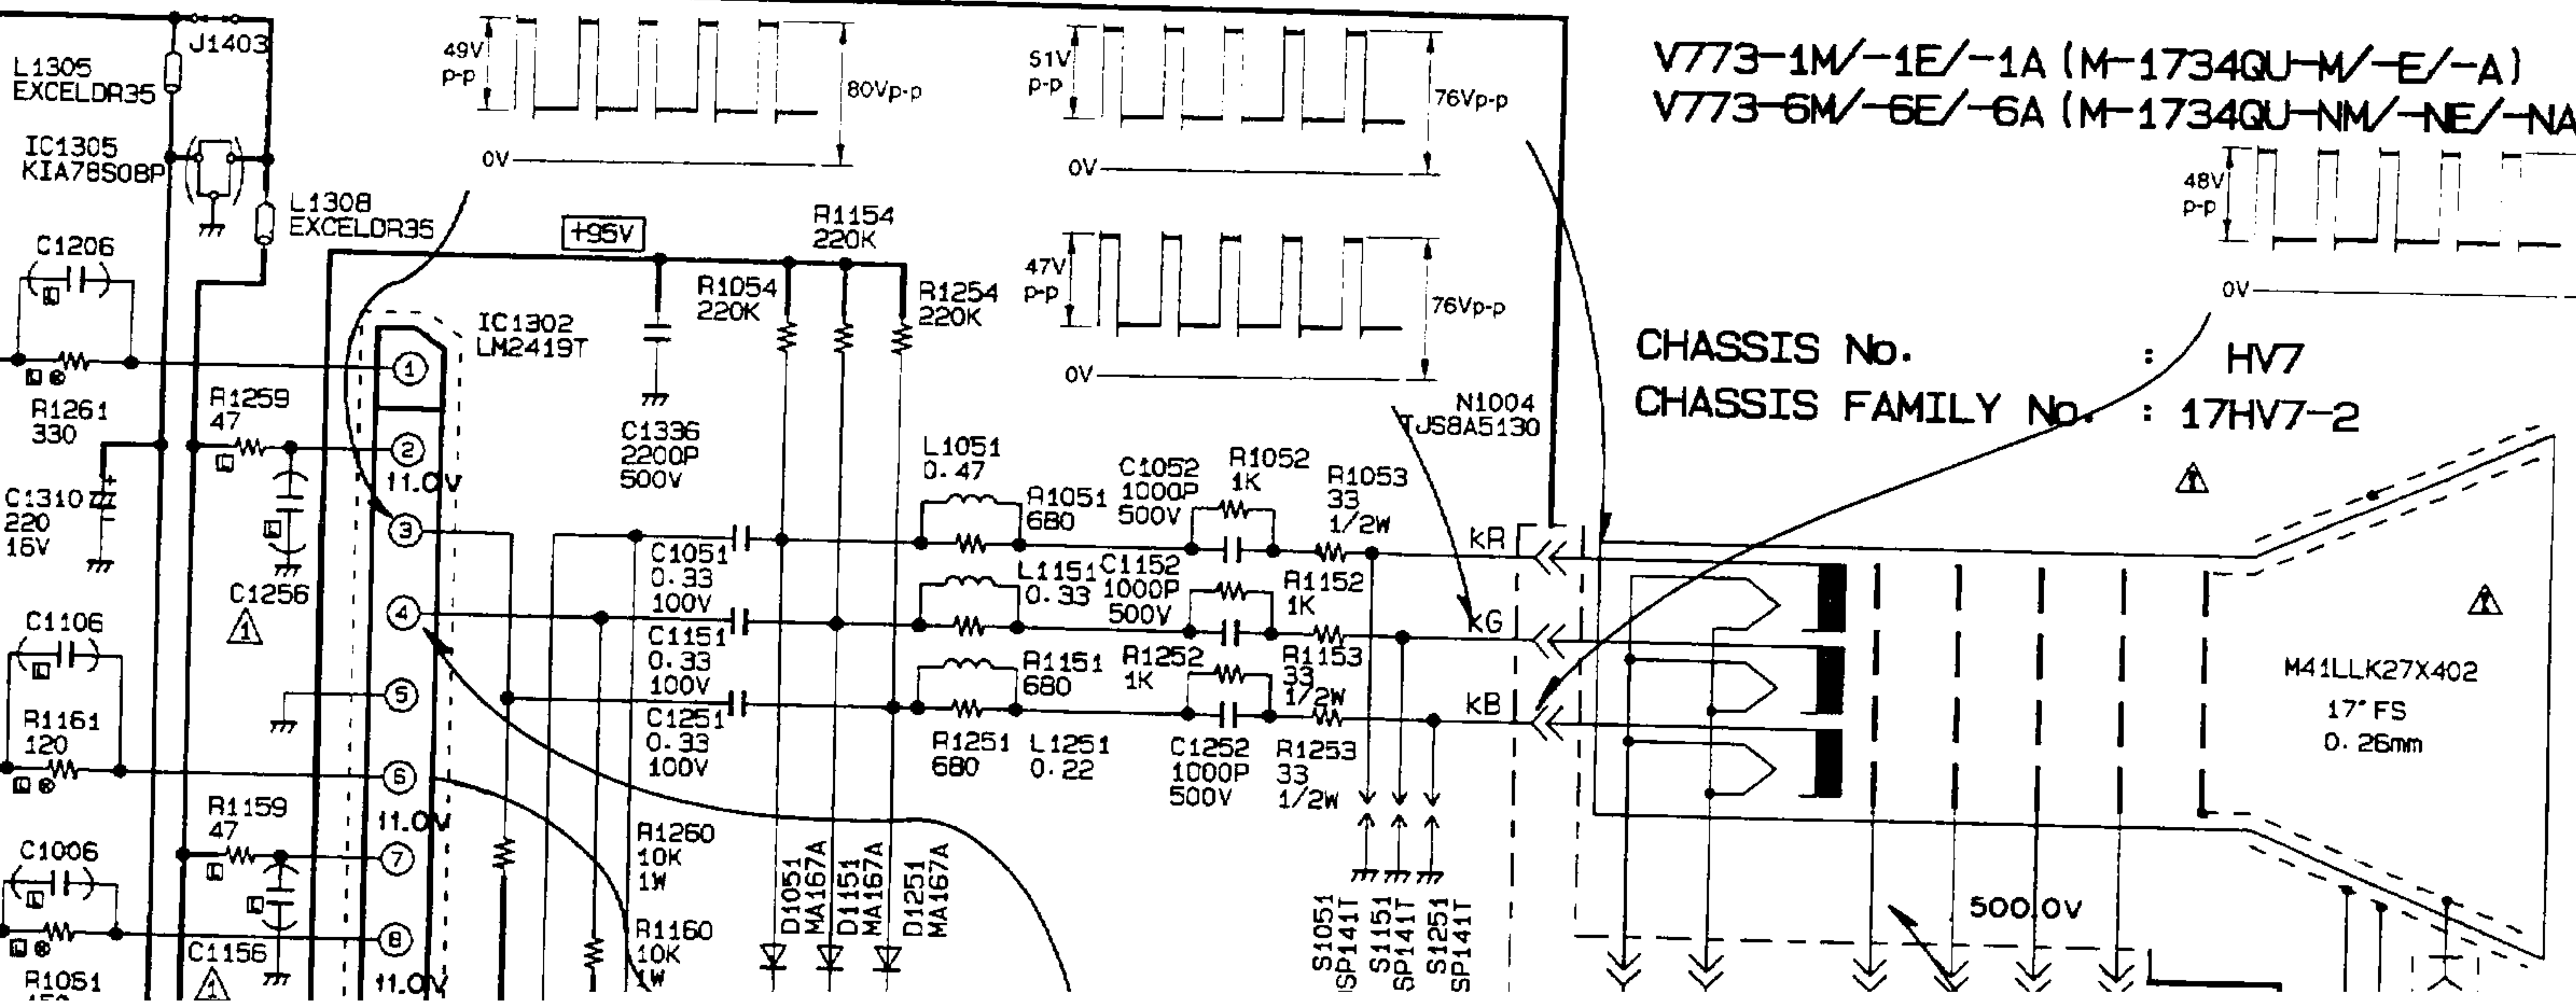 J1403
L1305
EXCELDR35
IC1305
KIA78S08P
L1308
EXCELDR35
49V
p-p
80Vp-p
0V
51V
p-p
76Vp-p
0V
V773-1M/-1E/-1A (M-1734QU-M/-E/-A)
V773-6M/-6E/-6A (M-1734QU-NM/-NE/-NA
48V
p-p
0V
47V
p-p
76Vp-p
0V
CHASSIS No. : HV7
CHASSIS FAMILY No. : 17HV7-2
+95V
R1154
220K
R1054
220K
R1254
220K
C1206
IC1302
LM2419T
R1261
330
R1259
47
C1310
220
16V
C1256
C1336
2200P
500V
1
2
11.0V
3
4
5
6
11.0V
7
8
11.0V
N1004
TJS8A5130
L1051
0.47
R1051
680
C1052
1000P
500V
R1052
1K
R1053
33
1/2W
C1051
0.33
100V
L1151
0.33
C1152
1000P
500V
R1152
1K
C1151
0.33
100V
R1151
680
R1252
1K
R1153
33
1/2W
C1251
0.33
100V
R1251
680
L1251
0.22
C1252
1000P
500V
R1253
33
1/2W
kR
kG
kB
C1106
R1161
120
R1159
47
C1006
C1156
R1051
R1260
10K
1W
R1160
10K
1W
D1051
MA167A
D1151
MA167A
D1251
MA167A
S1051
SP141T
S1151
SP141T
S1251
SP141T
M41LLK27X402
17"FS
0.26mm
500.0V